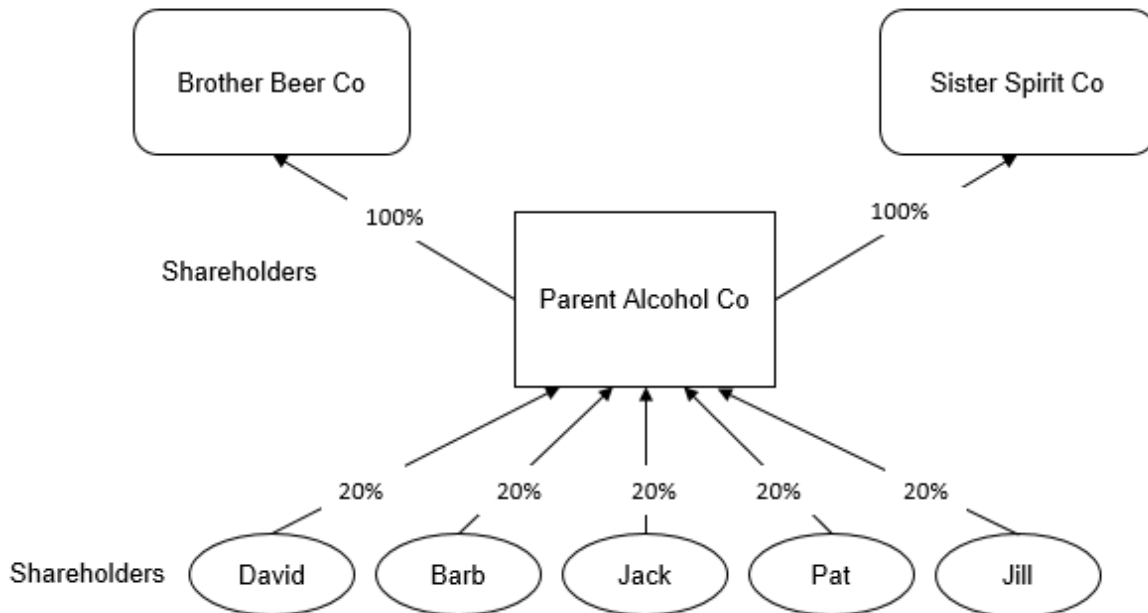 Brother Beer Co
Sister Spirit Co
100%
100%
Shareholders
Parent Alcohol Co
20%
20%
20%
20%
20%
Shareholders
David
Barb
Jack
Pat
Jill